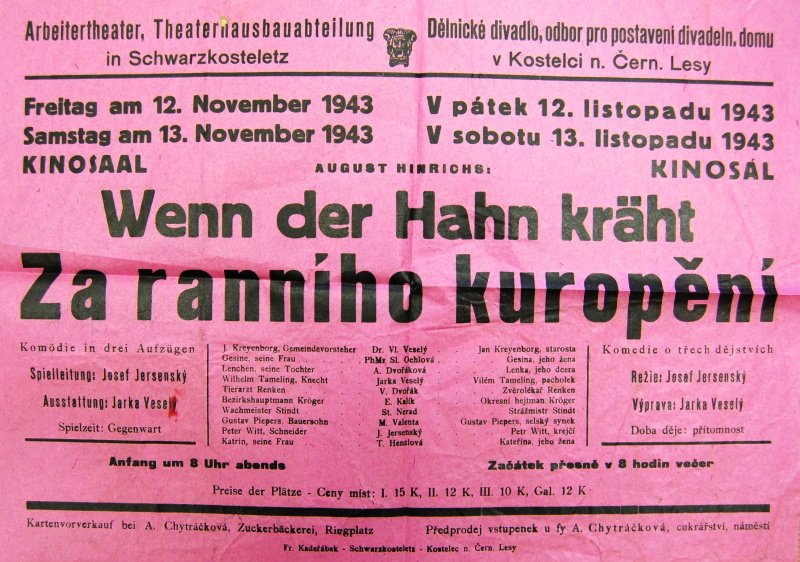 Arbeitertheater, Theaterhausbauabteilung
in Schwarzkosteletz
Dělnické divadlo, odbor pro postavení divadeln. domu
v Kostelci n. Čern. Lesy
Freitag am 12. November 1943
Samstag am 13. November 1943
KINOSAAL
V pátek 12. listopadu 1943
V sobotu 13. listopadu 1943
KINOSÁL
AUGUST HINRICHS:
Wenn der Hahn kräht
Za ranního kuropění
Komödie in drei Aufzügen
Spielleitung: Josef Jersenský
Ausstattung: Jarka Veselý
Spielzeit: Gegenwart
J. Kreyenborg, Gemeindevorsteher Dr. Vl. Veselý . Jan Kreyenborg, starosta
Gesine, seine Frau . PhMr Sl. Oehlová . Gesina, jeho žena
Lenchen, seine Tochter . A. Dvořáková . Lenka, jeho dcera
Wilhelm Tameling, Knecht . Jarka Veselý . Vilém Tameling, pacholek
Tierarzt Renken . V. Dvořák . Zvěrolékař Renken
Bezirkshauptmann Kröger . E. Kalík . Okresní hejtman Kröger
Wachmeister Stindt . St. Nerad . Strážmistr Stindt
Gustav Piepers, Bauersohn . M. Valenta . Gustav Piepers, selský synek
Peter Witt, Schneider . J. Jersenský . Petr Witt, krejčí
Katrin, seine Frau . T. Henžlová . Kateřina, jeho žena
Komedie o třech dějstvích
Režie: Josef Jersenský
Výprava: Jarka Veselý
Doba děje: přítomnost
Anfang um 8 Uhr abends
Začátek přesně v 8 hodin večer
Preise der Plätze - Ceny míst: I. 15 K, II. 12 K, III. 10 K, Gal. 12 K
Kartenvorverkauf bei A. Chytráčková, Zuckerbäckerei, Ringplatz
Předprodej vstupenek u fy A. Chytráčková, cukrářství, náměstí
Fr. Kadeřábek - Schwarzkosteletz - Kostelec n. Čern. Lesy